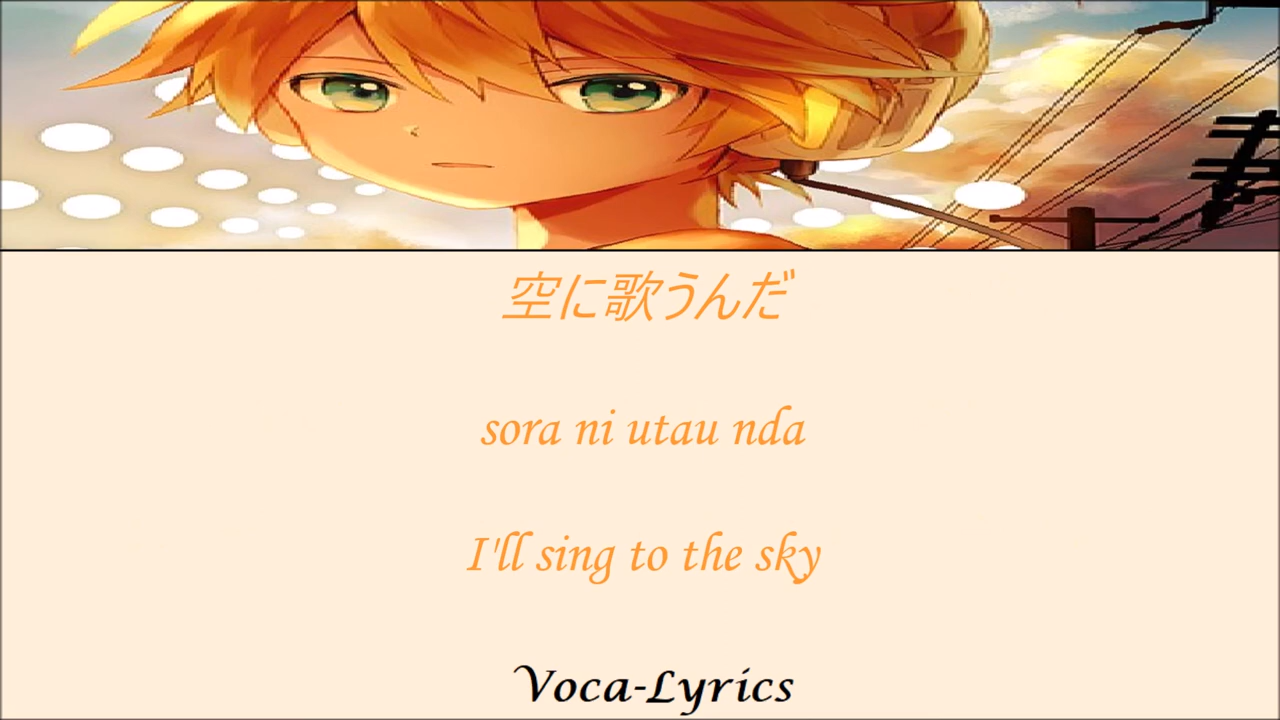 空に歌うんだ
sora ni utau nda
I'll sing to the sky
Voca-Lyrics